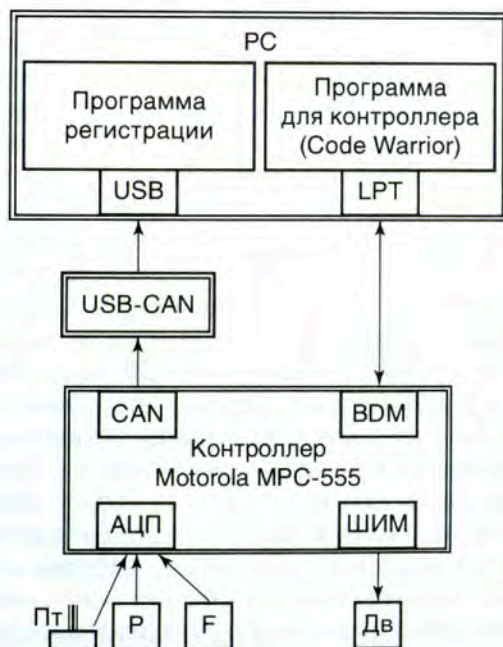 PC
Программа
регистрации
Программа
для контроллера
(Code Warrior)
USB
LPT
USB-CAN
CAN
BDM
Контроллер
Motorola MPC-555
АЦП
ШИМ
Пт
P
F
Дв